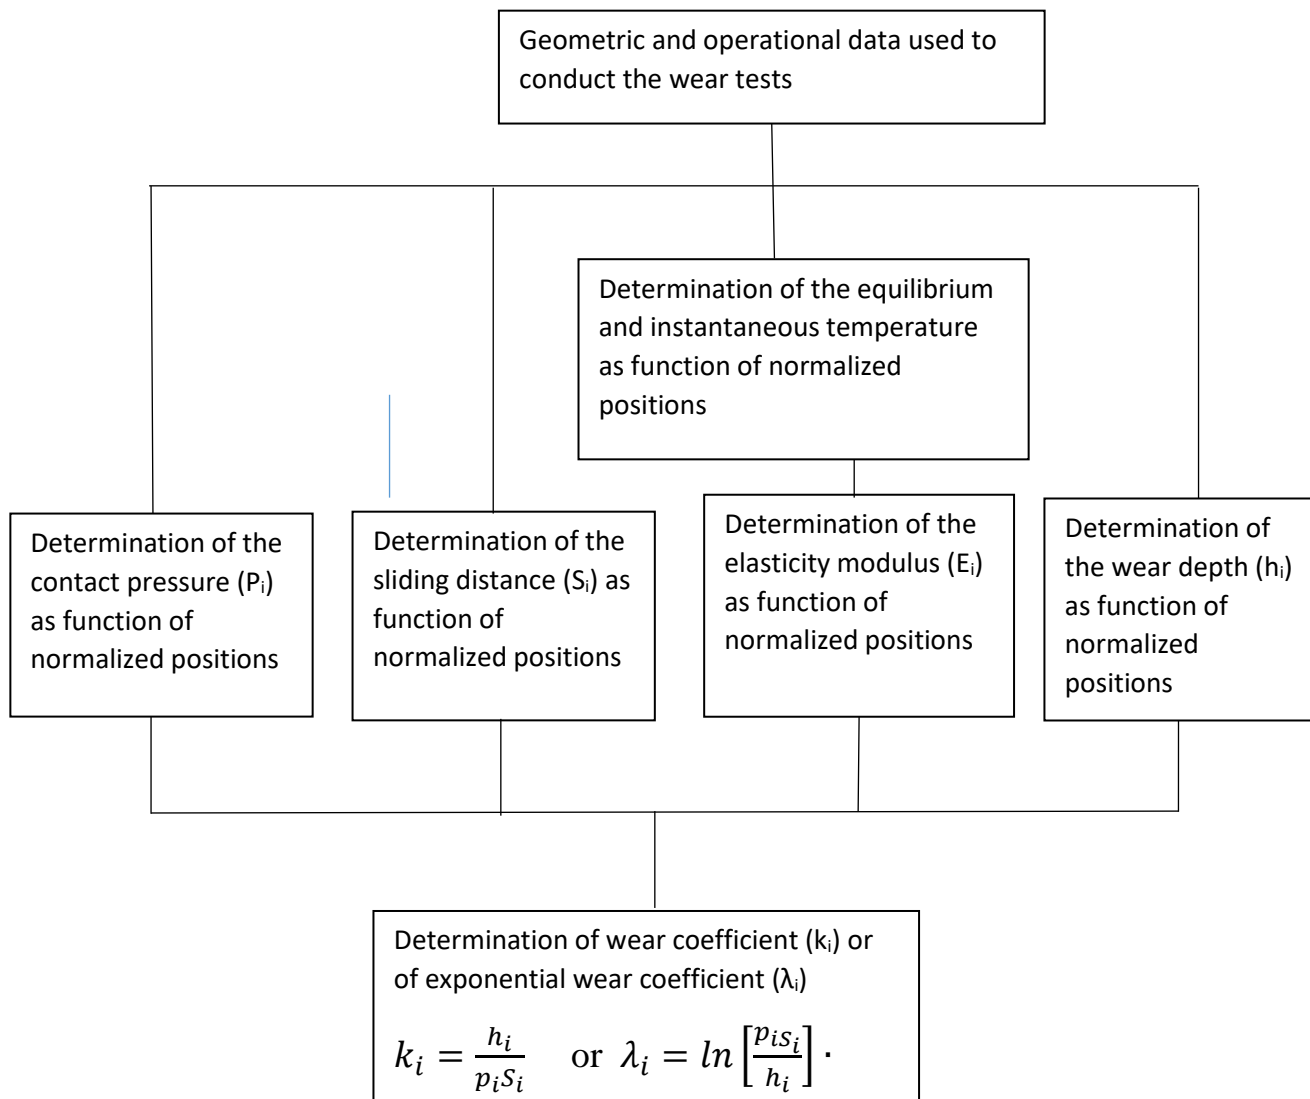 Geometric and operational data used to
conduct the wear tests
Determination of the equilibrium
and instantaneous temperature
as function of normalized
positions
Determination of the
contact pressure (Pᵢ)
as function of
normalized positions
Determination of the
sliding distance (Sᵢ) as
function of
normalized positions
Determination of the
elasticity modulus (Eᵢ)
as function of
normalized positions
Determination of
the wear depth (hᵢ)
as function of
normalized
positions
Determination of wear coefficient (kᵢ) or
of exponential wear coefficient (λᵢ)
kᵢ = hᵢ/pᵢSᵢ or λᵢ = ln [pᵢsᵢ/hᵢ] ·